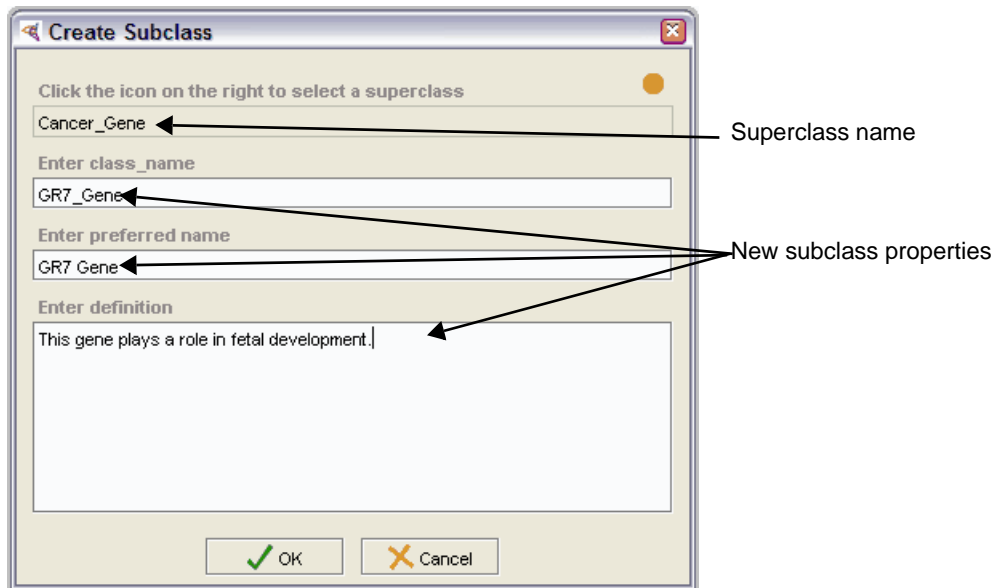 Create Subclass
Click the icon on the right to select a superclass
Cancer_Gene
Superclass name
Enter class_name
GR7_Gene
Enter preferred name
New subclass properties
GR7 Gene
Enter definition
This gene plays a role in fetal development.
OK
Cancel